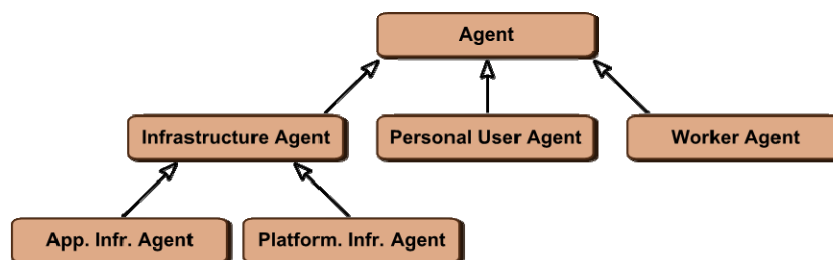 Agent
Infrastructure Agent
Personal User Agent
Worker Agent
App. Infr. Agent
Platform. Infr. Agent